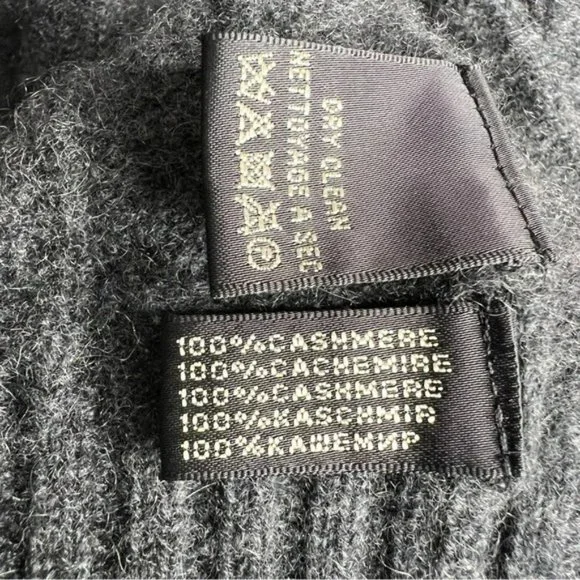 DRY CLEAN
NETTOYAGE A SEC
P
100%CASHMERE
100%CACHEMIRE
100%CASHMERE
100%KASCHMIR
100%КАШЕМИР